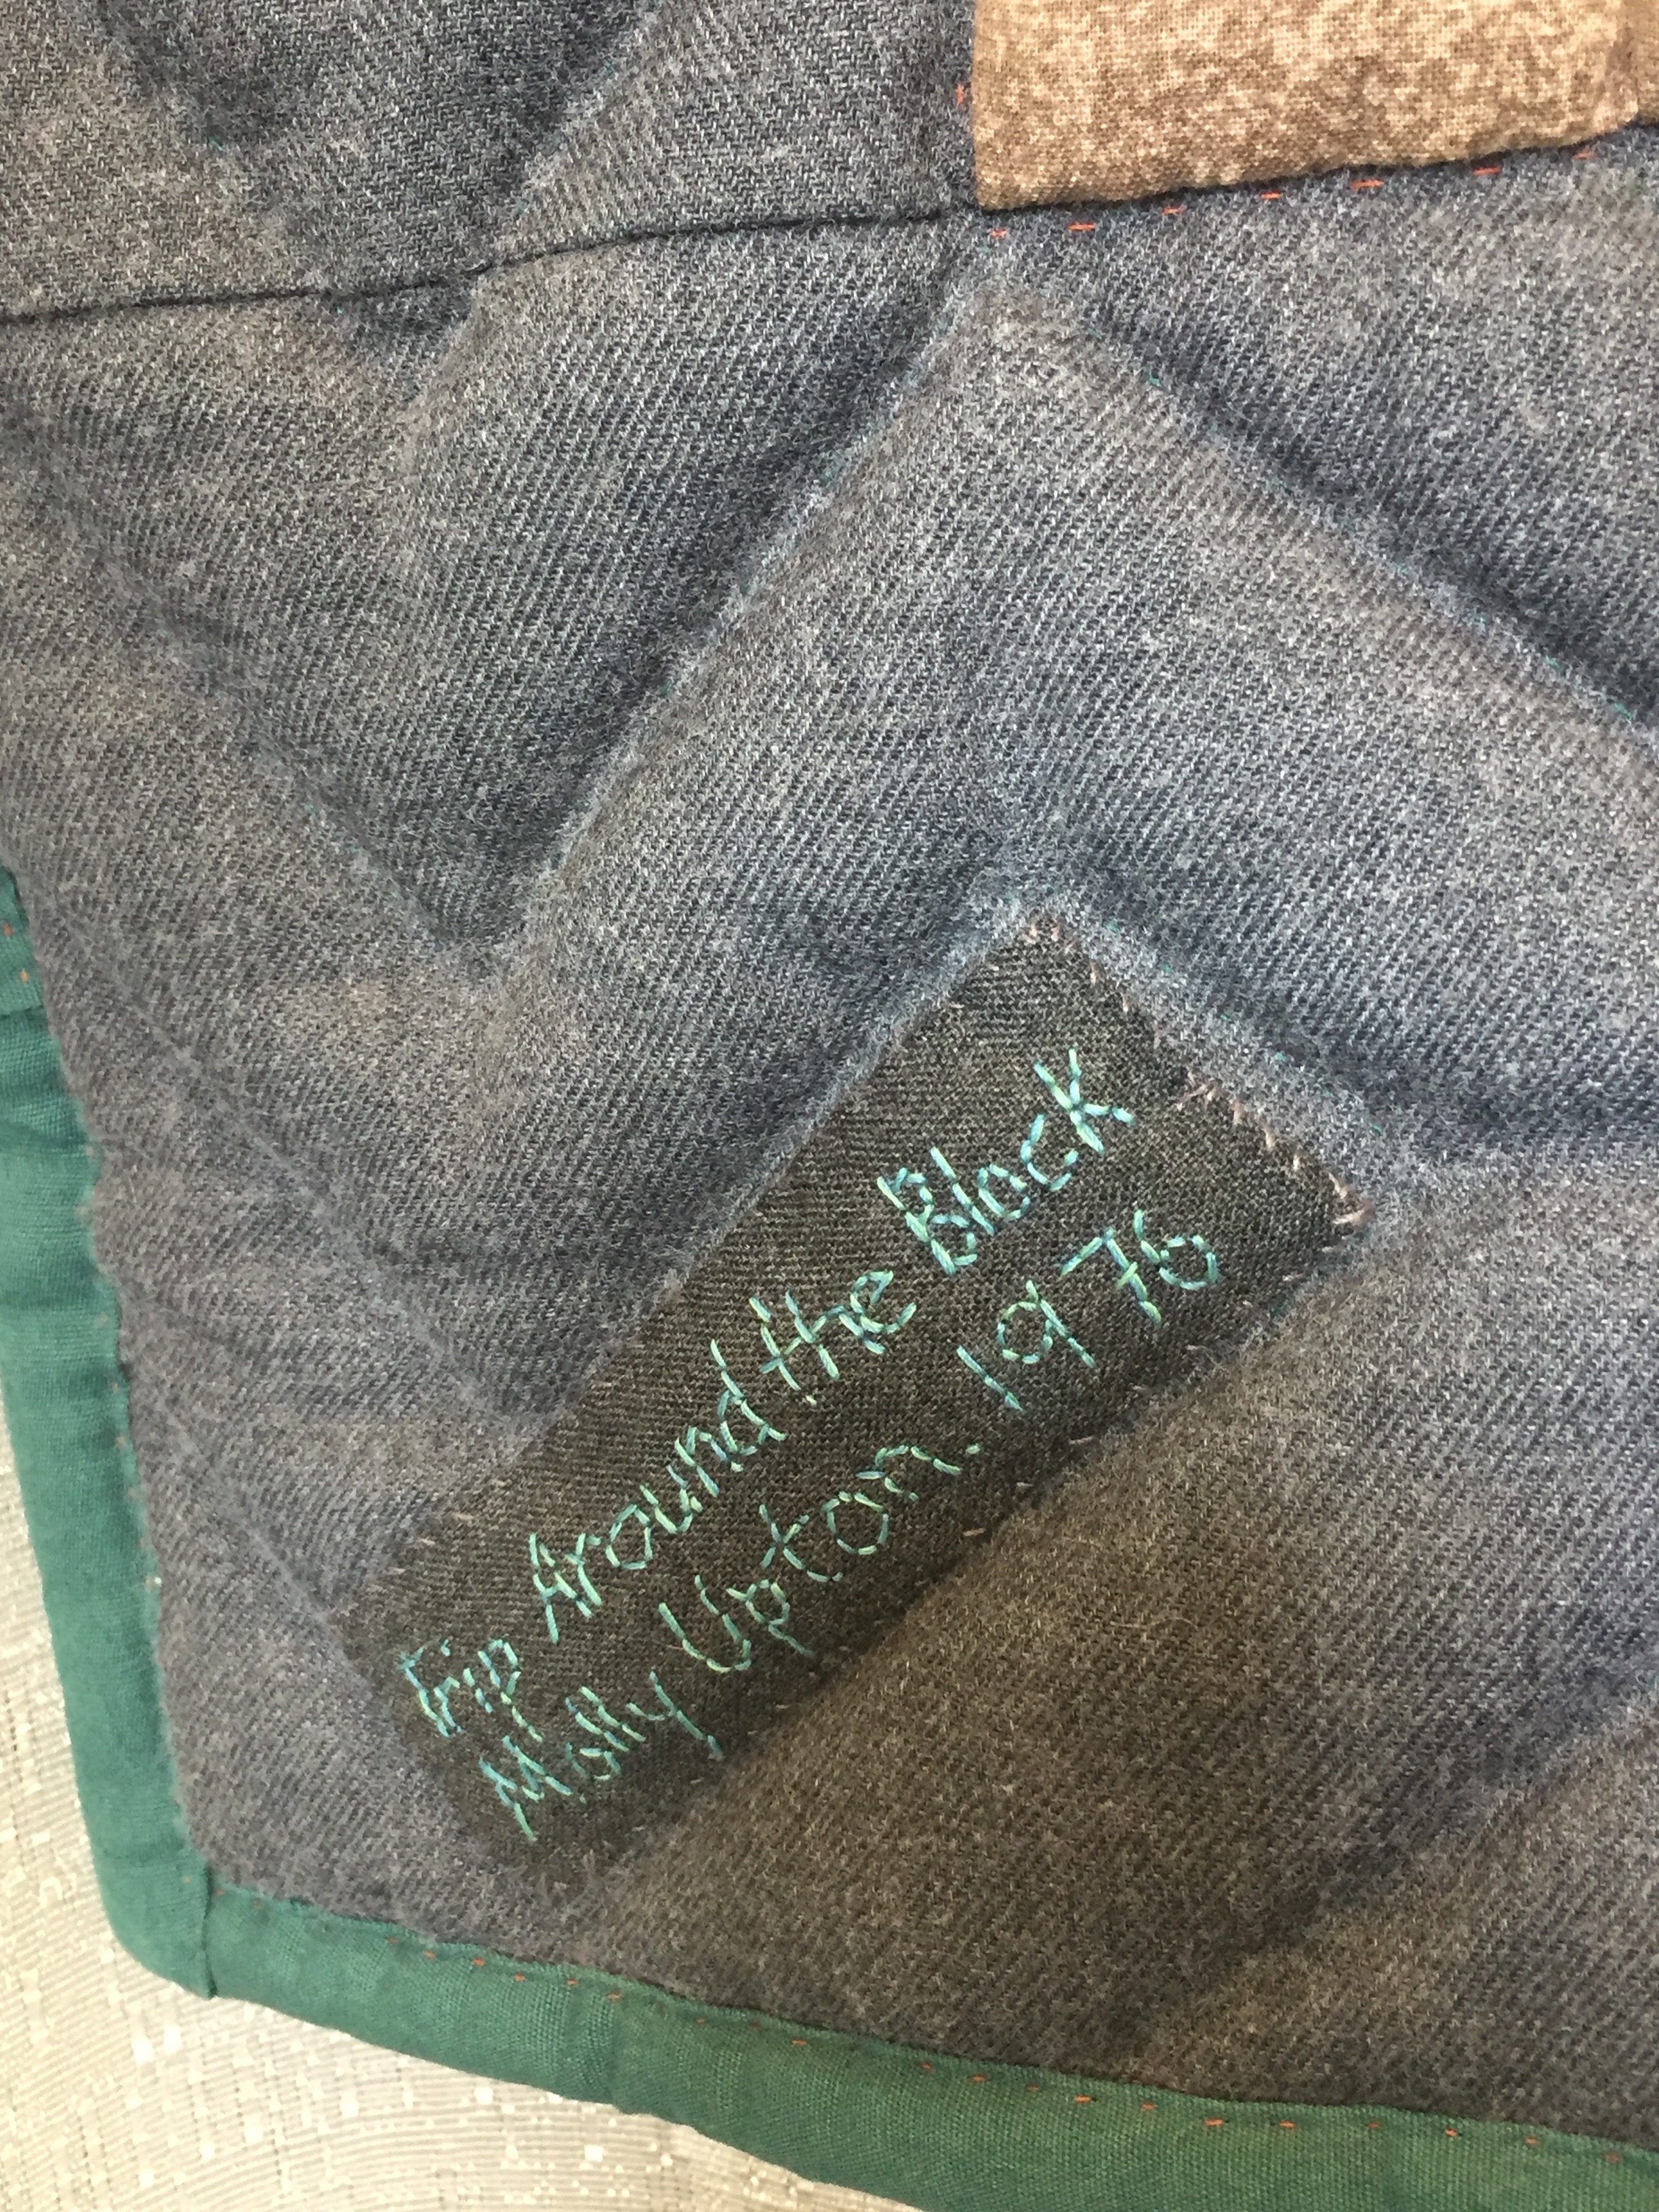 Trip Around the Block
Molly Upton. 1976